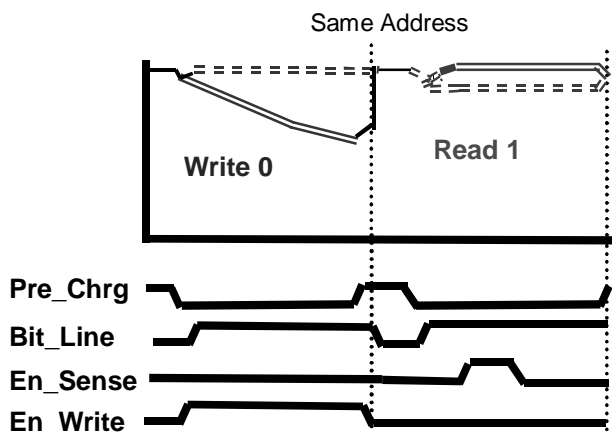 Same Address
Write 0
Read 1
Pre_Chrg
Bit_Line
En_Sense
En_Write